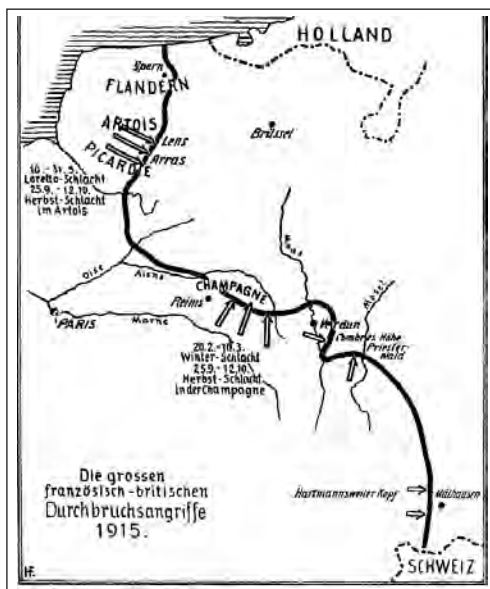 HOLLAND
Ypern
FLANDERN
ARTOIS
Lens
Brüssel
PICARDIE
Arras
10.-31.5.
Loretto-Schlacht
25.9.-12.10.
Herbst-Schlacht
im Artois
Maas
Mosel
Oise
Aisne
CHAMPAGNE
Reims
PARIS
Marne
Verdun
Combres Höhe
Priester-
Wald
20.2.-18.3.
Winter-Schlacht
25.9.-12.10.
Herbst-Schlacht
in der Champagne
Die grossen
französisch-britischen
Durchbruchsangriffe
1915.
Hartmannsweiler Kopf
Mülhausen
SCHWEIZ